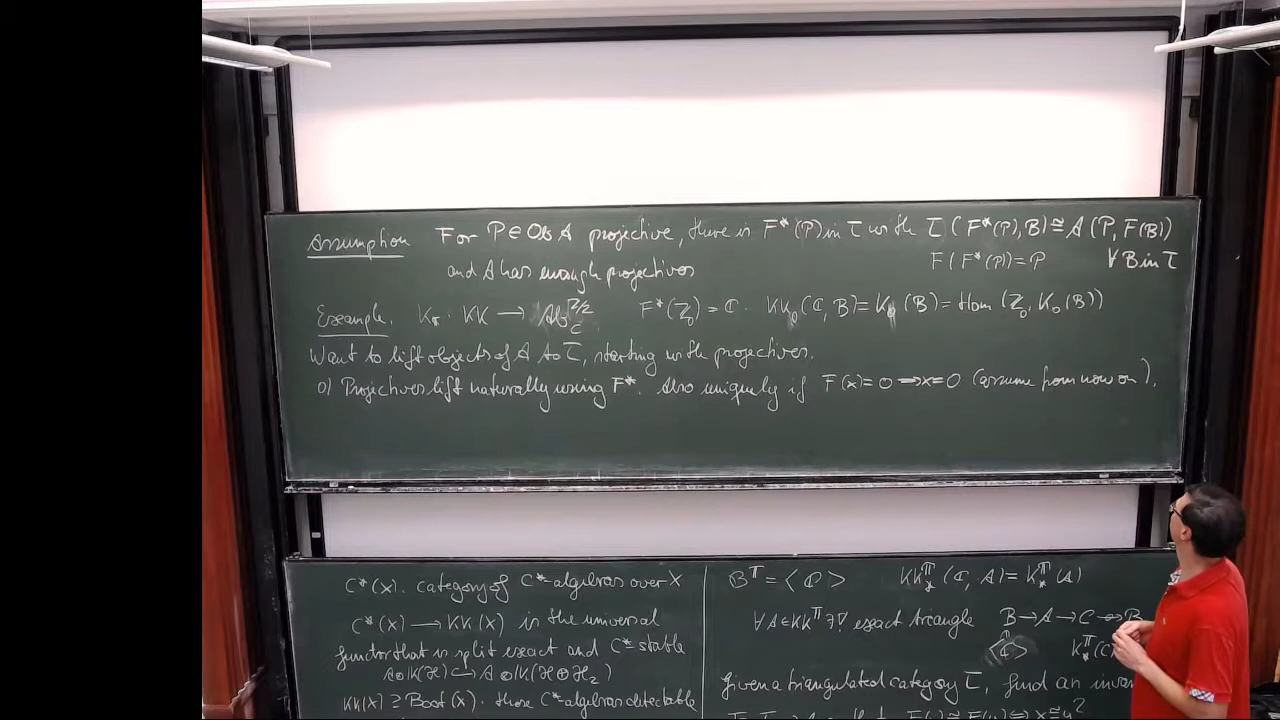 Assumption For P ∈ Ob A projective, there is F*(P) in T with T(F*(P), B) ≅ A(P, F(B))
F(F*(P)) = P ∀ B in T
and A has enough projectives
Example. K_*. KK → Ab_c^{Z/2} F*(Z_0) = C. KK_0(C, B) = K_0(B) = Hom(Z_0, K_0(B))
Want to lift objects of A to T, starting with projectives.
0) Projectives lift naturally using F*. Also uniquely if F(x)=0 ⟹ x=0 (assume from now on).
C*(X). category of C*-algebras over X
C*(X) → KK(X) is the universal
functor that is split exact and C*-stable
A⊗K(H) ↪ A⊗K(H⊕H_2)
KK(X) ⊇ Boot(X). those C*-algebras detectable
B^Π = <C> KK_*^Π(C, A) = K_*^Π(A)
∀ A ∈ KK^Π ∃! exact triangle B → A → C → B
<C> K_*^Π(C
Given a triangulated category T, find an invar